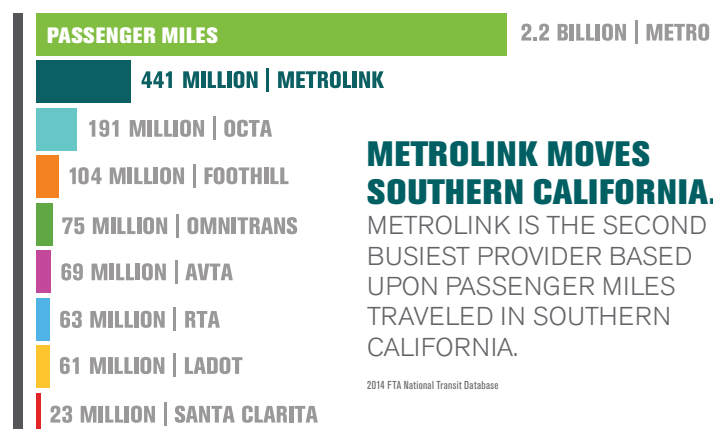 PASSENGER MILES
2.2 BILLION | METRO
441 MILLION | METROLINK
191 MILLION | OCTA
104 MILLION | FOOTHILL
75 MILLION | OMNITRANS
69 MILLION | AVTA
63 MILLION | RTA
61 MILLION | LADOT
23 MILLION | SANTA CLARITA
METROLINK MOVES
SOUTHERN CALIFORNIA.
METROLINK IS THE SECOND
BUSIEST PROVIDER BASED
UPON PASSENGER MILES
TRAVELED IN SOUTHERN
CALIFORNIA.
2014 FTA National Transit Database